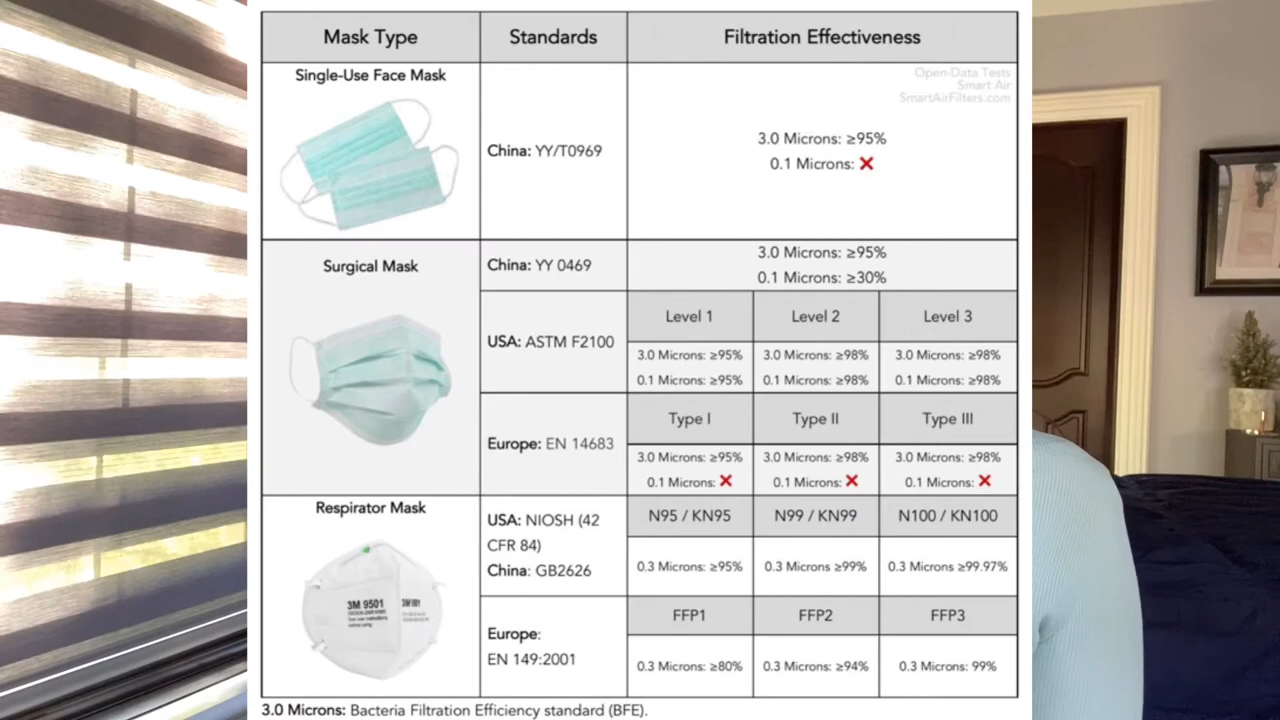 Mask Type
Standards
Filtration Effectiveness
Single-Use Face Mask
China: YY/T0969
Open-Data Tests
Smart Air
SmartAirFilters.com
3.0 Microns: ≥95%
0.1 Microns: ❌
Surgical Mask
China: YY 0469
3.0 Microns: ≥95%
0.1 Microns: ≥30%
USA: ASTM F2100
Level 1
Level 2
Level 3
3.0 Microns: ≥95%
3.0 Microns: ≥98%
3.0 Microns: ≥98%
0.1 Microns: ≥95%
0.1 Microns: ≥98%
0.1 Microns: ≥98%
Europe: EN 14683
Type I
Type II
Type III
3.0 Microns: ≥95%
3.0 Microns: ≥98%
3.0 Microns: ≥98%
0.1 Microns: ❌
0.1 Microns: ❌
0.1 Microns: ❌
Respirator Mask
3M 9501
USA: NIOSH (42
CFR 84)
China: GB2626
N95 / KN95
N99 / KN99
N100 / KN100
0.3 Microns: ≥95%
0.3 Microns ≥99%
0.3 Microns ≥99.97%
Europe:
EN 149:2001
FFP1
FFP2
FFP3
0.3 Microns: ≥80%
0.3 Microns: ≥94%
0.3 Microns: 99%
3.0 Microns: Bacteria Filtration Efficiency standard (BFE).